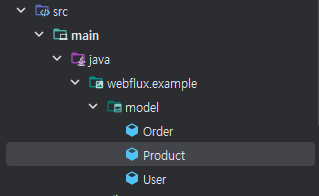 src
main
java
webflux.example
model
Order
Product
User